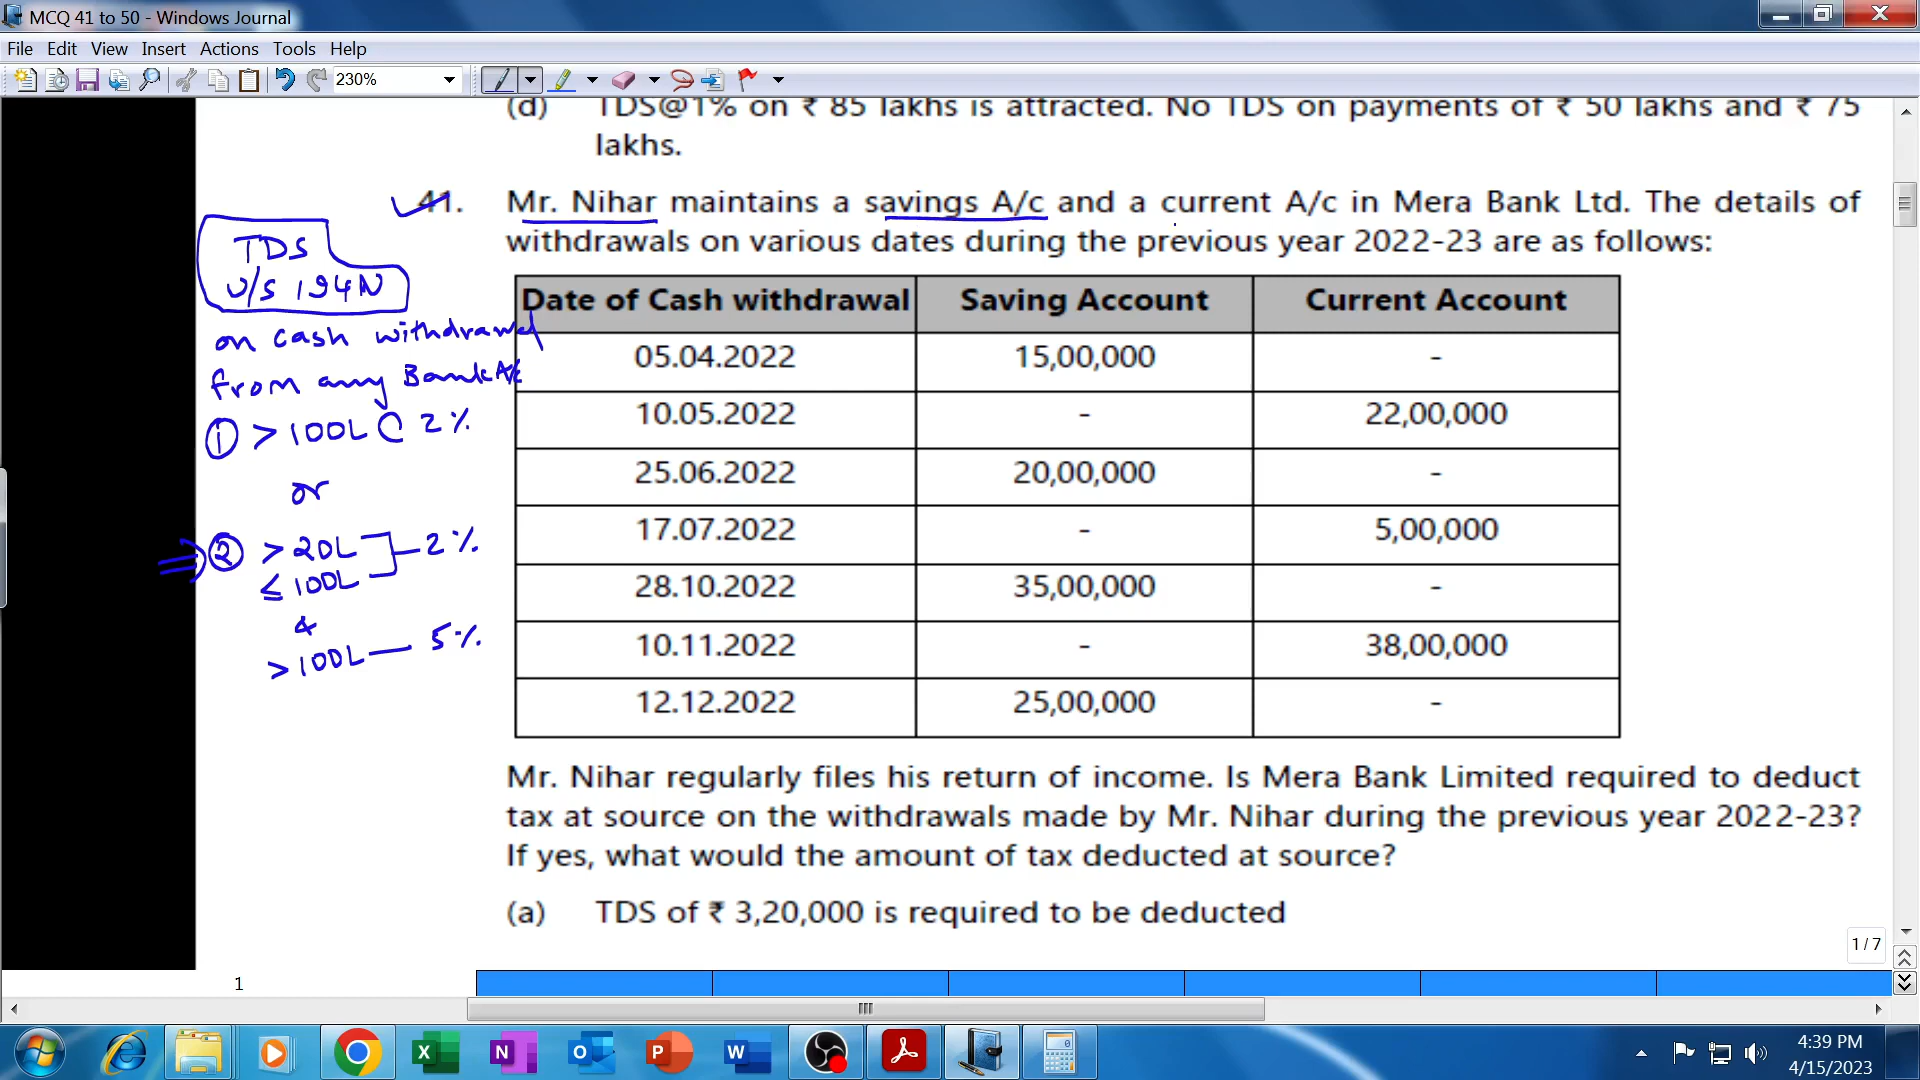 MCQ 41 to 50 - Windows Journal
File Edit View Insert Actions Tools Help
230%
(d) TDS@1% on ₹ 85 lakhs is attracted. No TDS on payments of ₹ 50 lakhs and ₹ 75
lakhs.
41. Mr. Nihar maintains a savings A/c and a current A/c in Mera Bank Ltd. The details of
withdrawals on various dates during the previous year 2022-23 are as follows:
TDS
u/s 194N
on cash withdrawal
from any Bank A/c
① > 100L @ 2%
or
⇒ ② > 20L
≤ 100L — 2%
&
> 100L — 5%
Date of Cash withdrawal Saving Account Current Account
05.04.2022 15,00,000 -
10.05.2022 - 22,00,000
25.06.2022 20,00,000 -
17.07.2022 - 5,00,000
28.10.2022 35,00,000 -
10.11.2022 - 38,00,000
12.12.2022 25,00,000 -
Mr. Nihar regularly files his return of income. Is Mera Bank Limited required to deduct
tax at source on the withdrawals made by Mr. Nihar during the previous year 2022-23?
If yes, what would the amount of tax deducted at source?
(a) TDS of ₹ 3,20,000 is required to be deducted
1 / 7
1
4:39 PM
4/15/2023